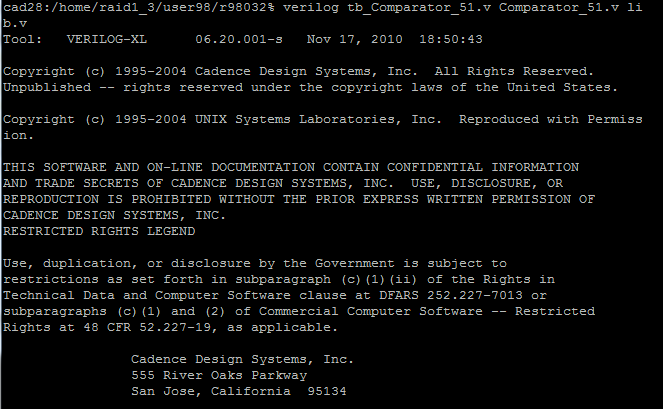 cad28:/home/raid1_3/user98/r98032% verilog tb_Comparator_51.v Comparator_51.v li
b.v
Tool:   VERILOG-XL      06.20.001-s   Nov 17, 2010  18:50:43
Copyright (c) 1995-2004 Cadence Design Systems, Inc.  All Rights Reserved.
Unpublished -- rights reserved under the copyright laws of the United States.
Copyright (c) 1995-2004 UNIX Systems Laboratories, Inc.  Reproduced with Permiss
ion.
THIS SOFTWARE AND ON-LINE DOCUMENTATION CONTAIN CONFIDENTIAL INFORMATION
AND TRADE SECRETS OF CADENCE DESIGN SYSTEMS, INC.  USE, DISCLOSURE, OR
REPRODUCTION IS PROHIBITED WITHOUT THE PRIOR EXPRESS WRITTEN PERMISSION OF
CADENCE DESIGN SYSTEMS, INC.
RESTRICTED RIGHTS LEGEND
Use, duplication, or disclosure by the Government is subject to
restrictions as set forth in subparagraph (c)(1)(ii) of the Rights in
Technical Data and Computer Software clause at DFARS 252.227-7013 or
subparagraphs (c)(1) and (2) of Commercial Computer Software -- Restricted
Rights at 48 CFR 52.227-19, as applicable.
Cadence Design Systems, Inc.
555 River Oaks Parkway
San Jose, California  95134